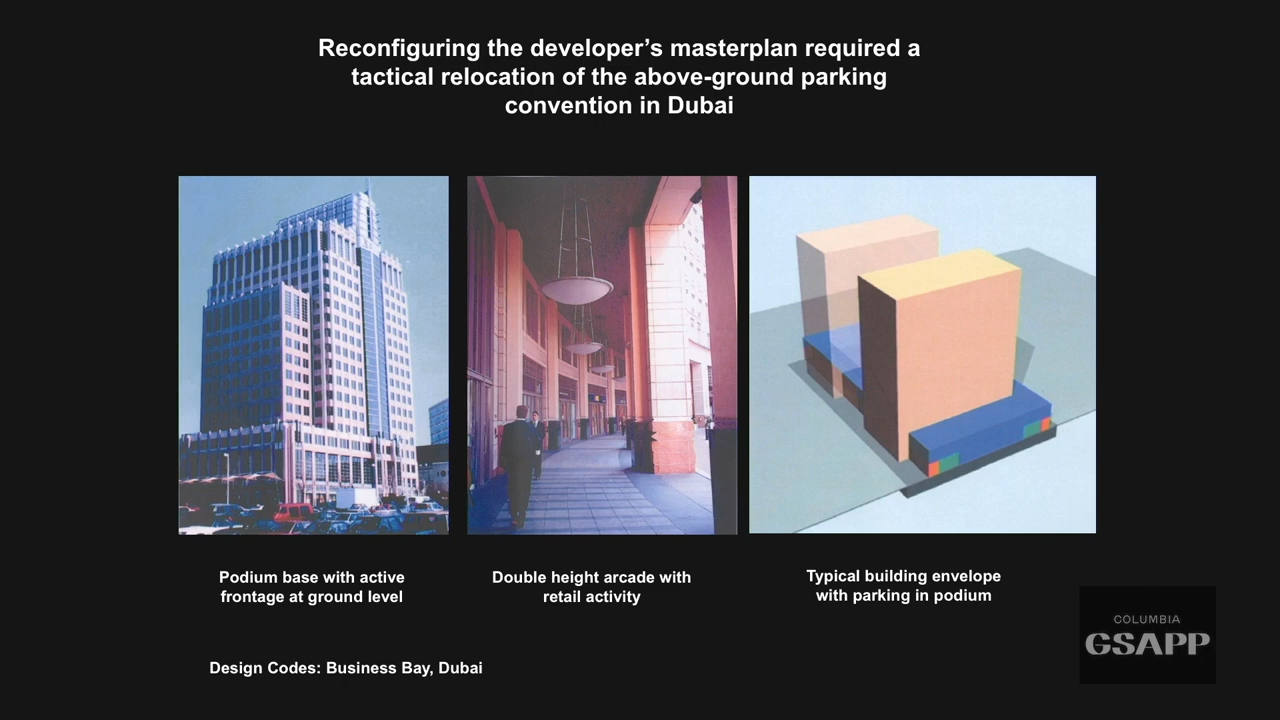 Reconfiguring the developer’s masterplan required a
tactical relocation of the above-ground parking
convention in Dubai
Podium base with active
frontage at ground level
Double height arcade with
retail activity
Typical building envelope
with parking in podium
Design Codes: Business Bay, Dubai
COLUMBIA
GSAPP